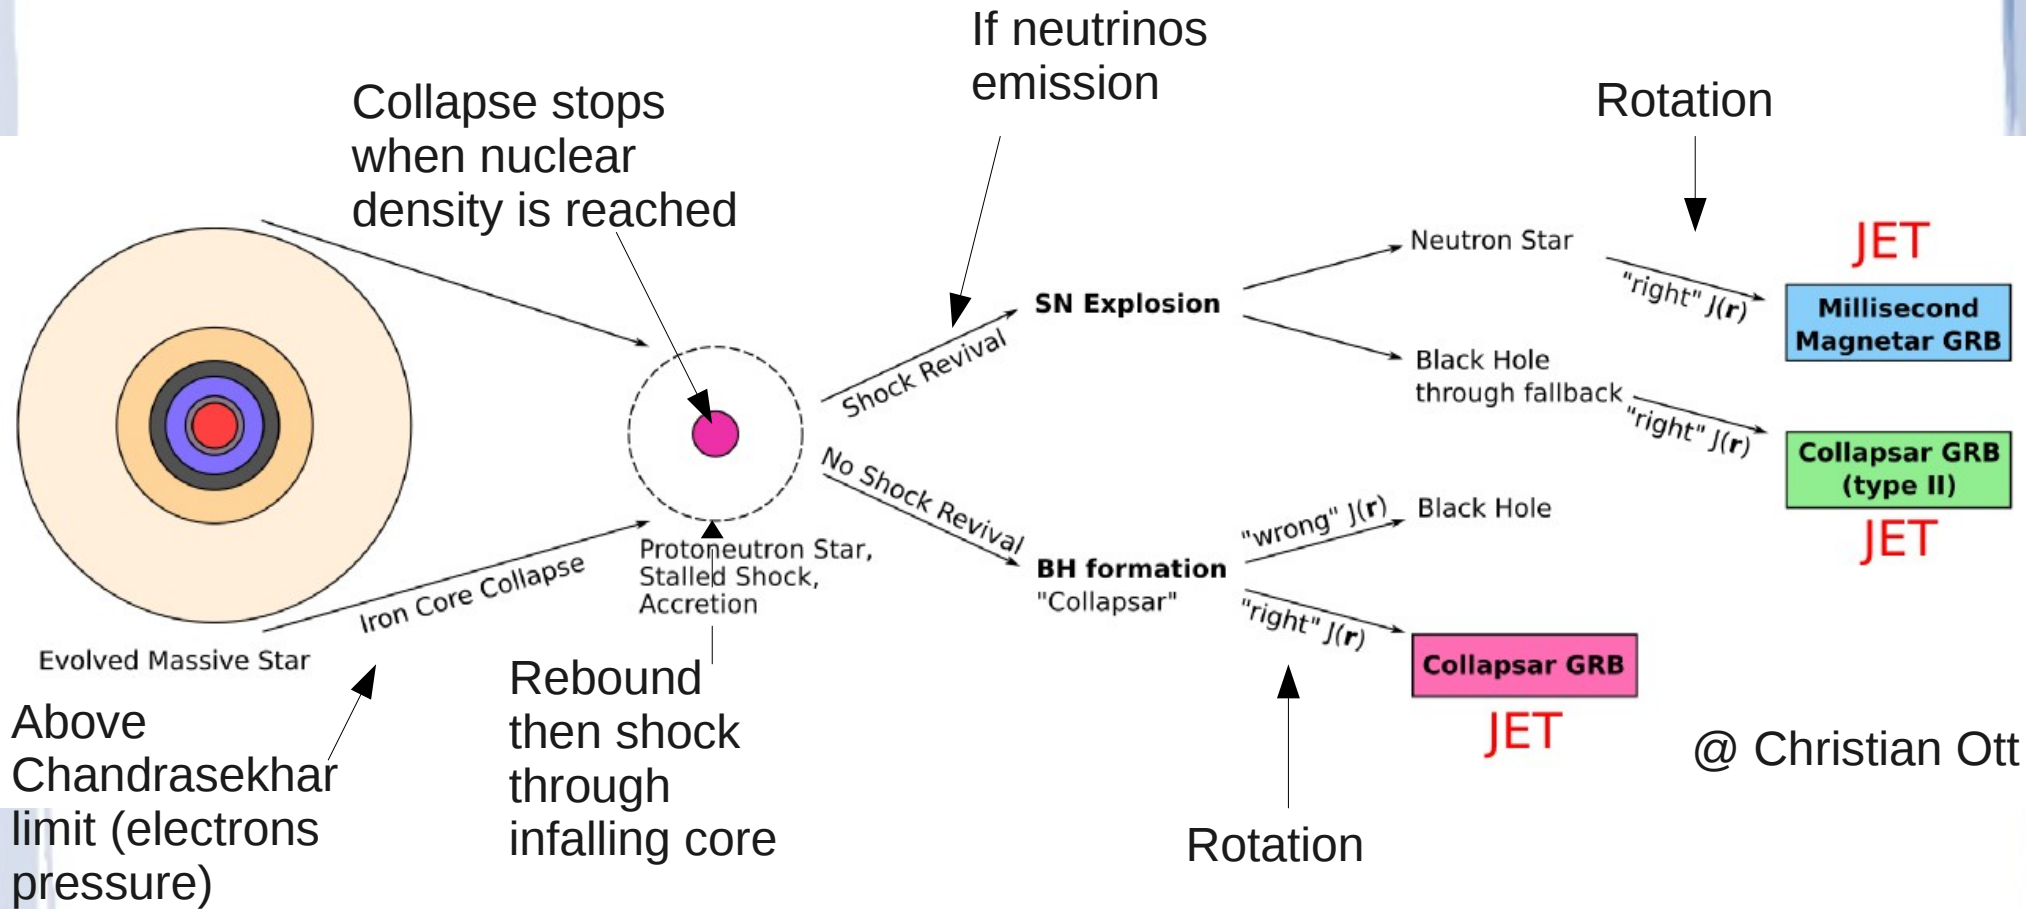 If neutrinos
emission
Collapse stops
when nuclear
density is reached
Rotation
Neutron Star
"right" J(r)
JET
Millisecond
Magnetar GRB
SN Explosion
Shock Revival
Black Hole
through fallback
"right" J(r)
Collapsar GRB
(type II)
JET
No Shock Revival
"wrong" J(r)
Black Hole
BH formation
"Collapsar"
"right" J(r)
Collapsar GRB
JET
Protoneutron Star,
Stalled Shock,
Accretion
Iron Core Collapse
Evolved Massive Star
Above
Chandrasekhar
limit (electrons
pressure)
Rebound
then shock
through
infalling core
Rotation
@ Christian Ott